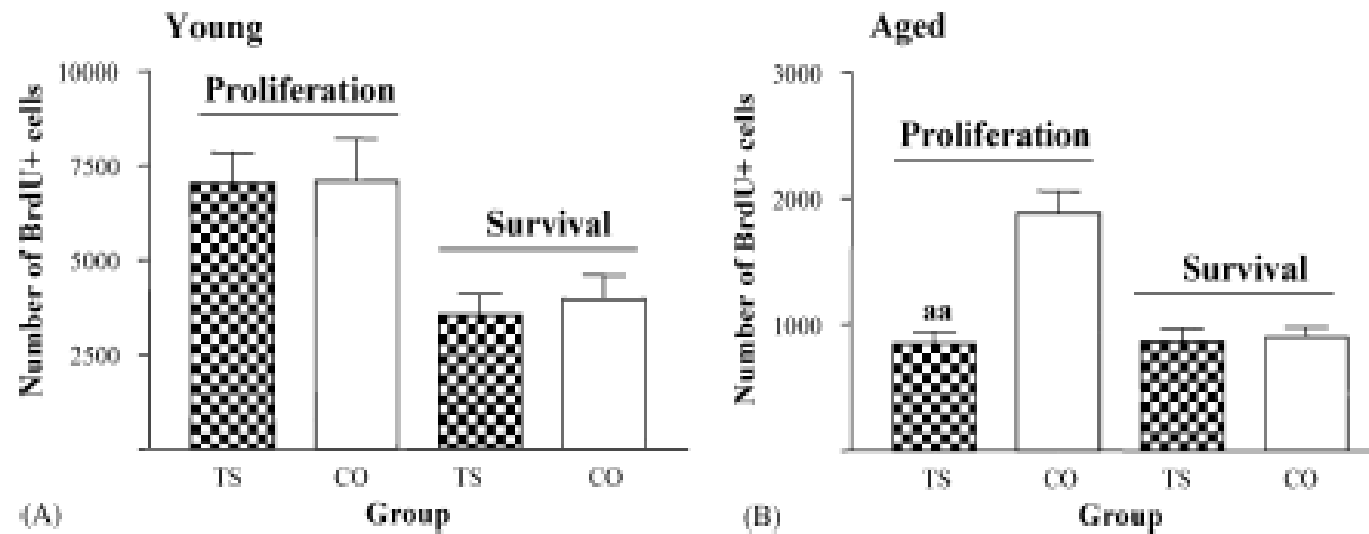 Young
Number of BrdU+ cells
10000
7500
5000
2500
Proliferation
Survival
TS
CO
TS
CO
(A)
Group
Aged
Number of BrdU+ cells
3000
2000
1000
Proliferation
Survival
aa
TS
CO
TS
CO
(B)
Group